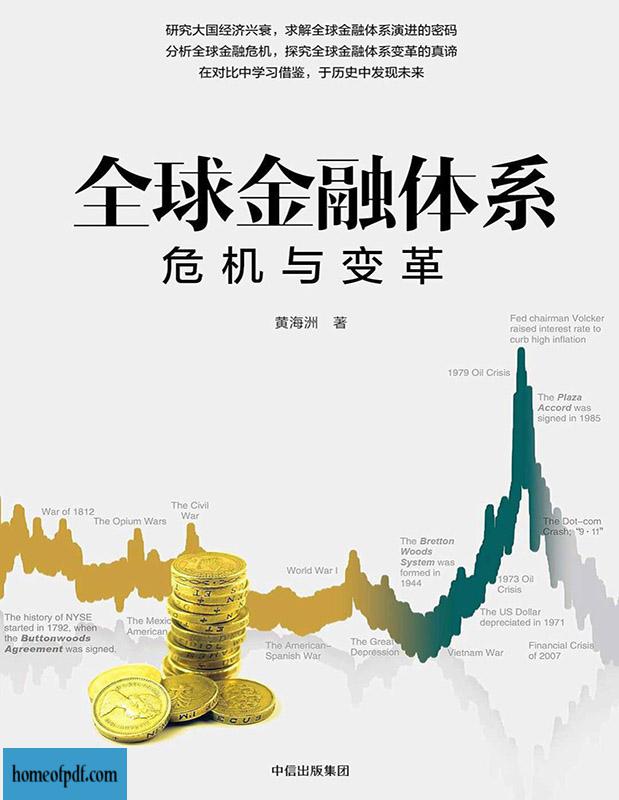 研究大国经济兴衰，求解全球金融体系演进的密码
分析全球金融危机，探究全球金融体系变革的真谛
在对比中学习借鉴，于历史中发现未来
全球金融体系
危机与变革
黄海洲 著
Fed chairman Volcker
raised interest rate to
curb high inflation
1979 Oil Crisis
The Plaza
Accord was
signed in 1985
War of 1812
The Opium Wars
The Civil
War
The Dot-com
Crash; "9·11"
The Bretton
Woods
System was
formed in
1944
World War I
1973 Oil
Crisis
The history of NYSE
started in 1792, when
the Buttonwoods
Agreement was signed.
The Mexic
American
The US Dollar
depreciated in 1971
The American-
Spanish War
The Great
Depression
Vietnam War
Financial Crisis
of 2007
中信出版集团
homeofpdf.com